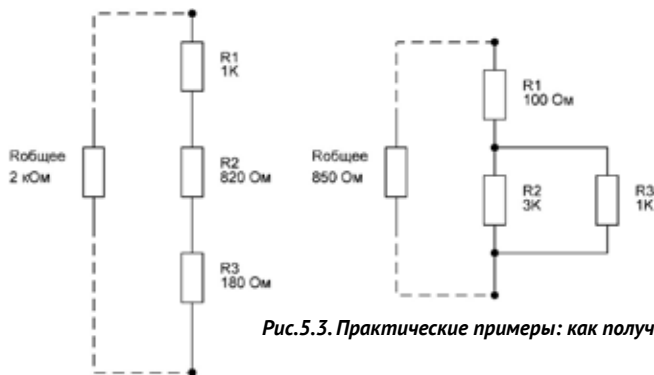 R1
1K
Rобщее
2 кОм
R2
820 Ом
R3
180 Ом
R1
100 Ом
Rобщее
850 Ом
R2
3K
R3
1K
Рис.5.3. Практические примеры: как получ